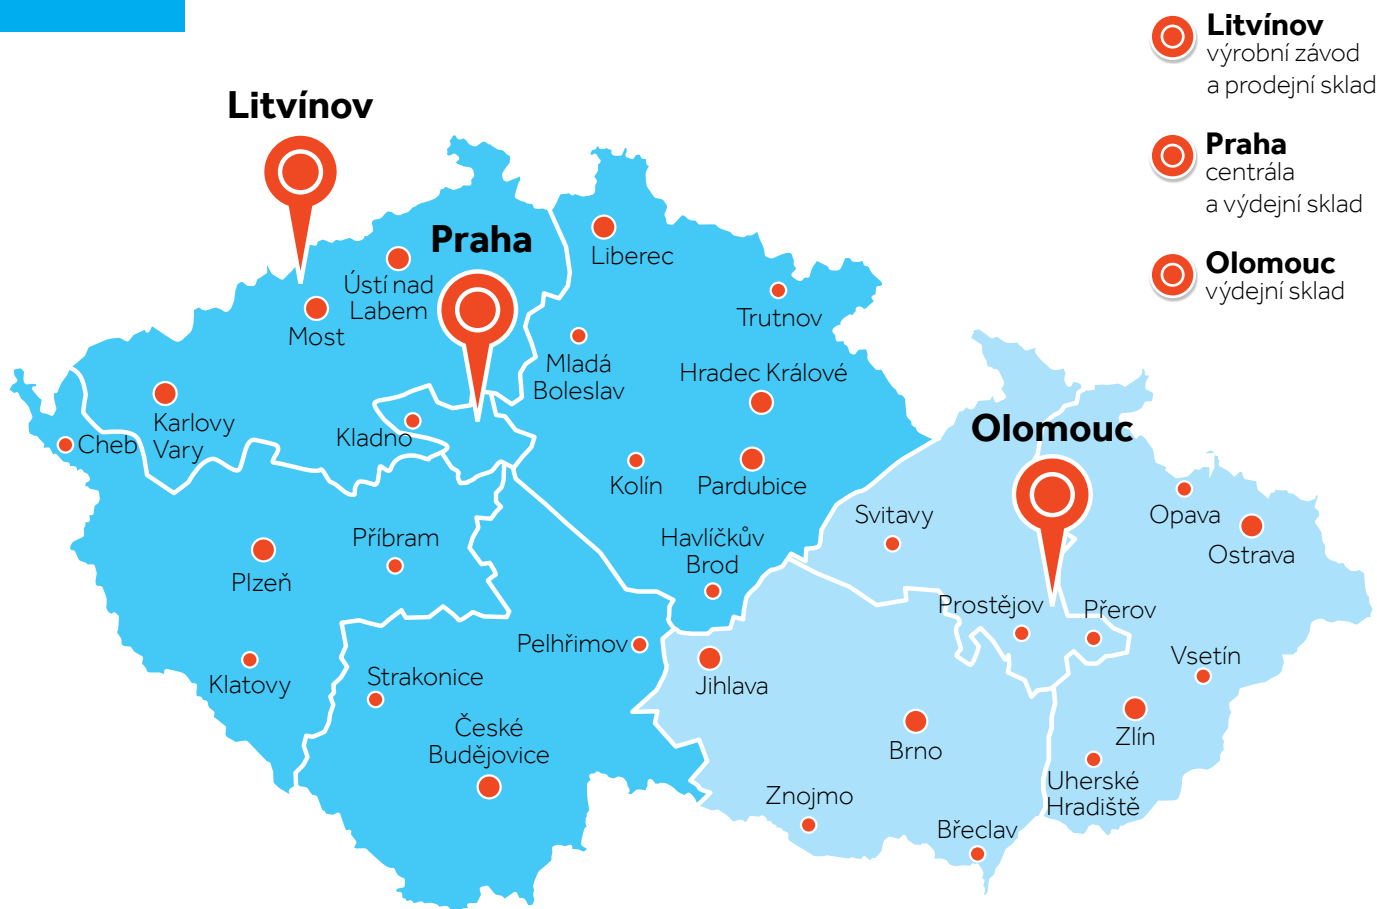 Litvínov
výrobní závod
a prodejní sklad
Praha
centrála
a výdejní sklad
Olomouc
výdejní sklad
Litvínov
Praha
Liberec
Ústí nad
Labem
Most
Trutnov
Mladá
Boleslav
Hradec Králové
Karlovy
Vary
Cheb
Kladno
Olomouc
Kolín
Pardubice
Svitavy
Opava
Ostrava
Příbram
Havlíčkův
Brod
Plzeň
Prostějov
Přerov
Pelhřimov
Vsetín
Klatovy
Strakonice
Jihlava
České
Budějovice
Brno
Zlín
Uherské
Hradiště
Znojmo
Břeclav